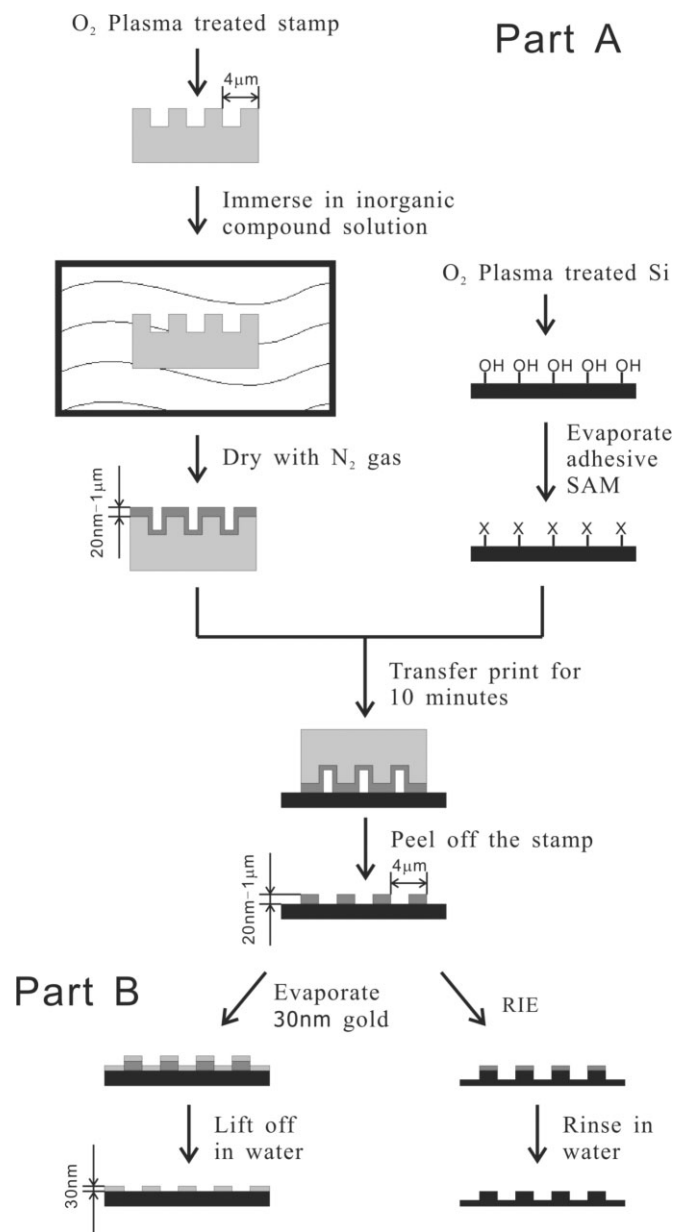 O₂ Plasma treated stamp
Part A
4μm
Immerse in inorganic
compound solution
O₂ Plasma treated Si
OH OH OH OH OH
Evaporate
adhesive
SAM
Dry with N₂ gas
20nm-1μm
X X X X X
Transfer print for
10 minutes
Peel off the stamp
4μm
20nm-1μm
Part B
Evaporate
30nm gold
RIE
Lift off
in water
Rinse in
water
30nm